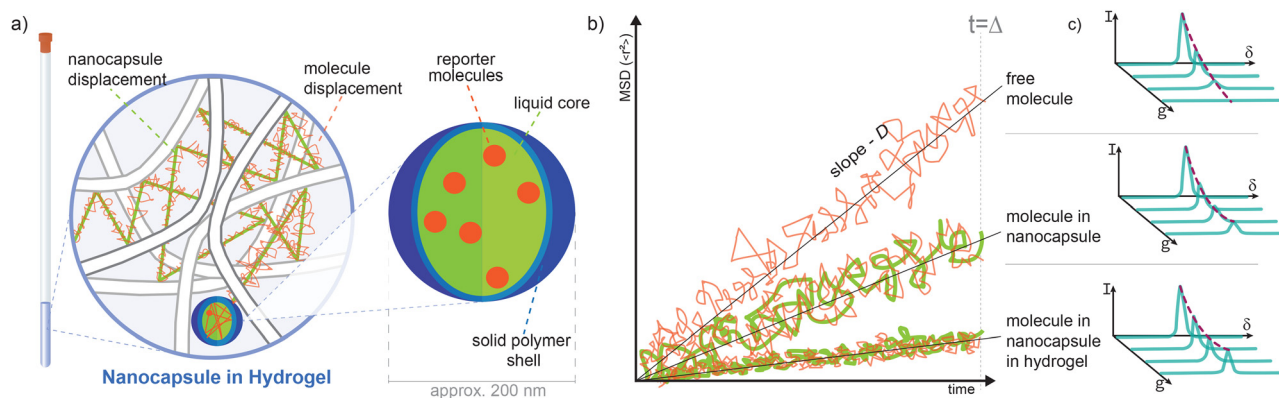 a)
nanocapsule
displacement
molecule
displacement
Nanocapsule in Hydrogel
reporter
molecules
liquid core
solid polymer
shell
approx. 200 nm
b)
MSD (<r²>)
t=Δ
slope - D
time
free
molecule
molecule in
nanocapsule
molecule in
nanocapsule
in hydrogel
c)
I
δ
g
I
δ
g
I
δ
g